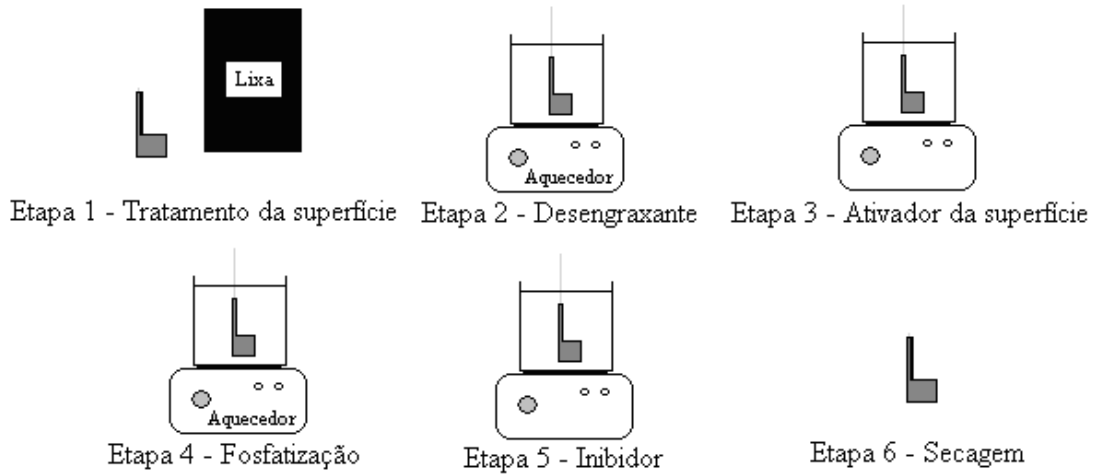 Lixa
Aquecedor
Etapa 1 - Tratamento da superfície
Etapa 2 - Desengraxante
Etapa 3 - Ativador da superfície
Aquecedor
Etapa 4 - Fosfatização
Etapa 5 - Inibidor
Etapa 6 - Secagem